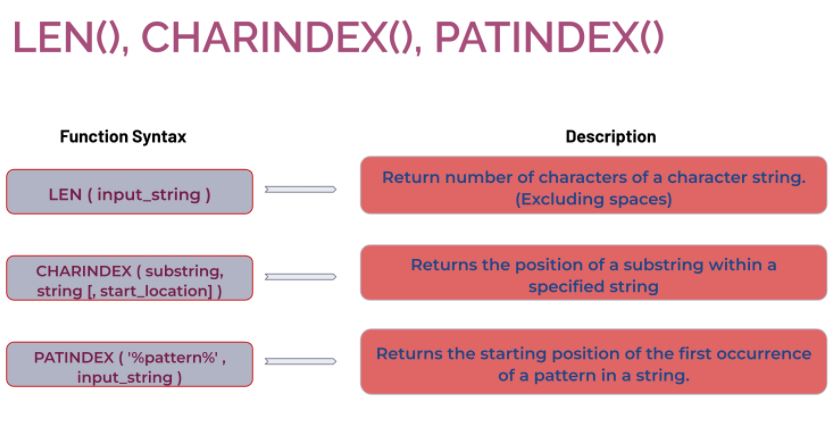 LEN(), CHARINDEX(), PATINDEX()
Function Syntax
Description
LEN ( input_string )
Return number of characters of a character string.
(Excluding spaces)
CHARINDEX ( substring,
string [, start_location] )
Returns the position of a substring within a
specified string
PATINDEX ( '%pattern%' ,
input_string )
Returns the starting position of the first occurrence
of a pattern in a string.